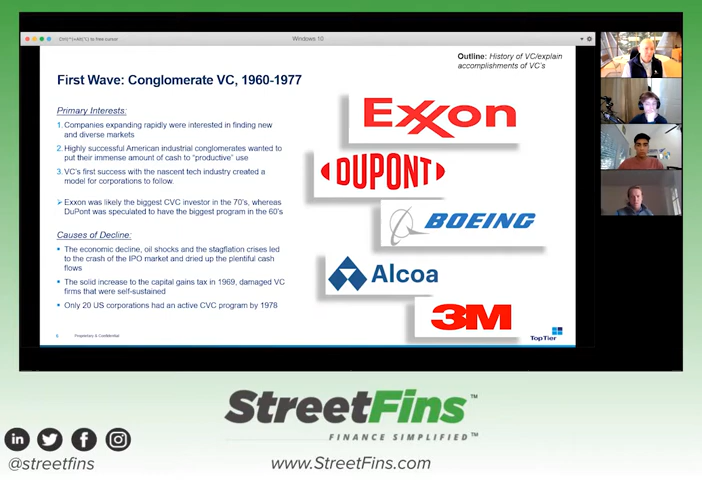 Ctrl(^)+Alt(⌥) to free cursor
Windows 10
Outline: History of VC/explain
accomplishments of VC's
First Wave: Conglomerate VC, 1960-1977
Primary Interests:
1. Companies expanding rapidly were interested in finding new
and diverse markets
2. Highly successful American industrial conglomerates wanted to
put their immense amount of cash to “productive” use
3. VC’s first success with the nascent tech industry created a
model for corporations to follow.
➢ Exxon was likely the biggest CVC investor in the 70’s, whereas
DuPont was speculated to have the biggest program in the 60’s
Causes of Decline:
• The economic decline, oil shocks and the stagflation crises led
to the crash of the IPO market and dried up the plentiful cash
flows
• The solid increase to the capital gains tax in 1969, damaged VC
firms that were self-sustained
• Only 20 US corporations had an active CVC program by 1978
Exxon
DUPONT
BOEING
Alcoa
3M
Proprietary & Confidential
TopTier
StreetFins™
FINANCE SIMPLIFIED™
@streetfins
www.StreetFins.com